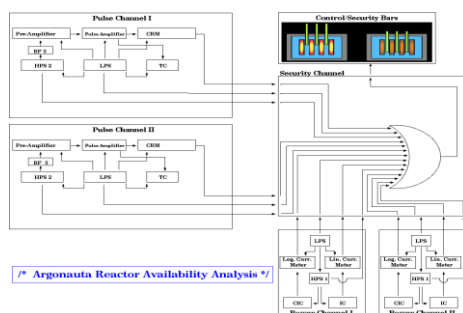 Pulse Channel I
Pre-Amplifier
Pulse-Amplifier
CRM
BF 3
HPS 2
LPS
TC
Pulse Channel II
Pre-Amplifier
Pulse-Amplifier
CRM
BF 3
HPS 2
LPS
TC
Control/Security Bars
Security Channel
LPS
Log. Curr.
Meter
Lin. Curr.
Meter
HPS 1
CIC
IC
LPS
Log. Curr.
Meter
Lin. Curr.
Meter
HPS 1
CIC
IC
/* Argonauta Reactor Availability Analysis */